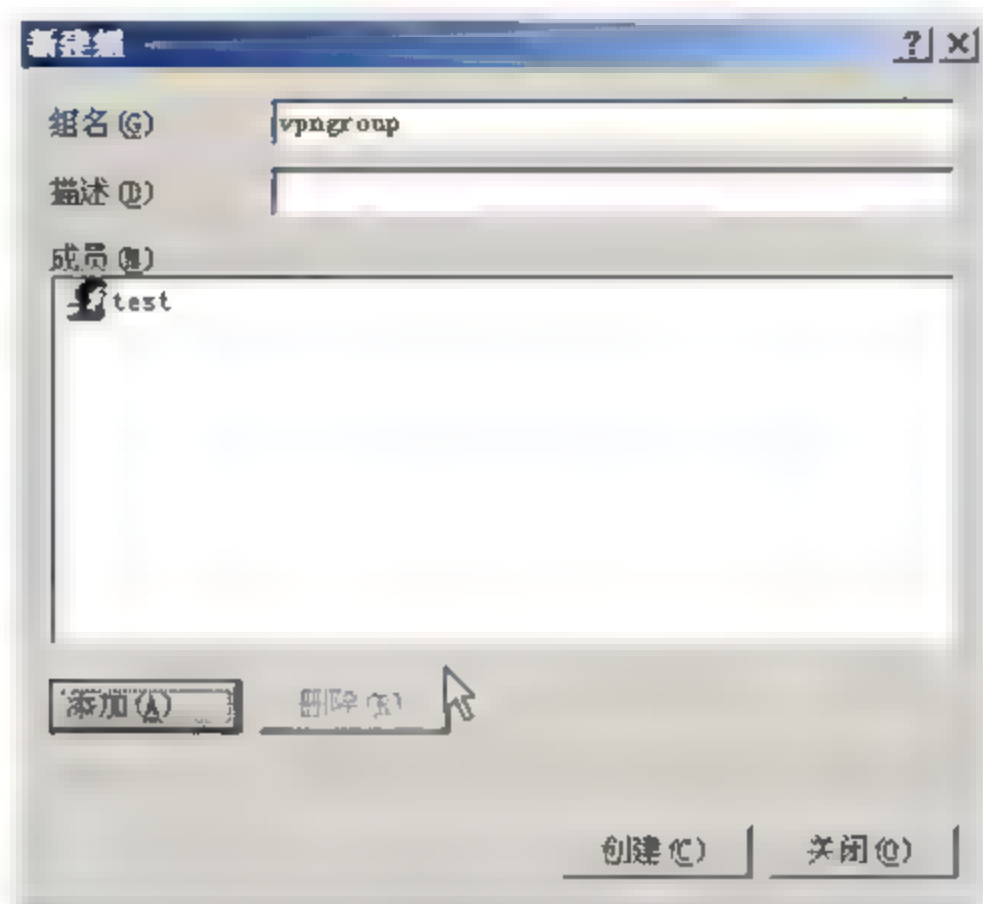 新建组
组名(G) vpngroup
描述(D)
成员(M)
test
添加(A) 删除(R)
创建(C) 关闭(O)